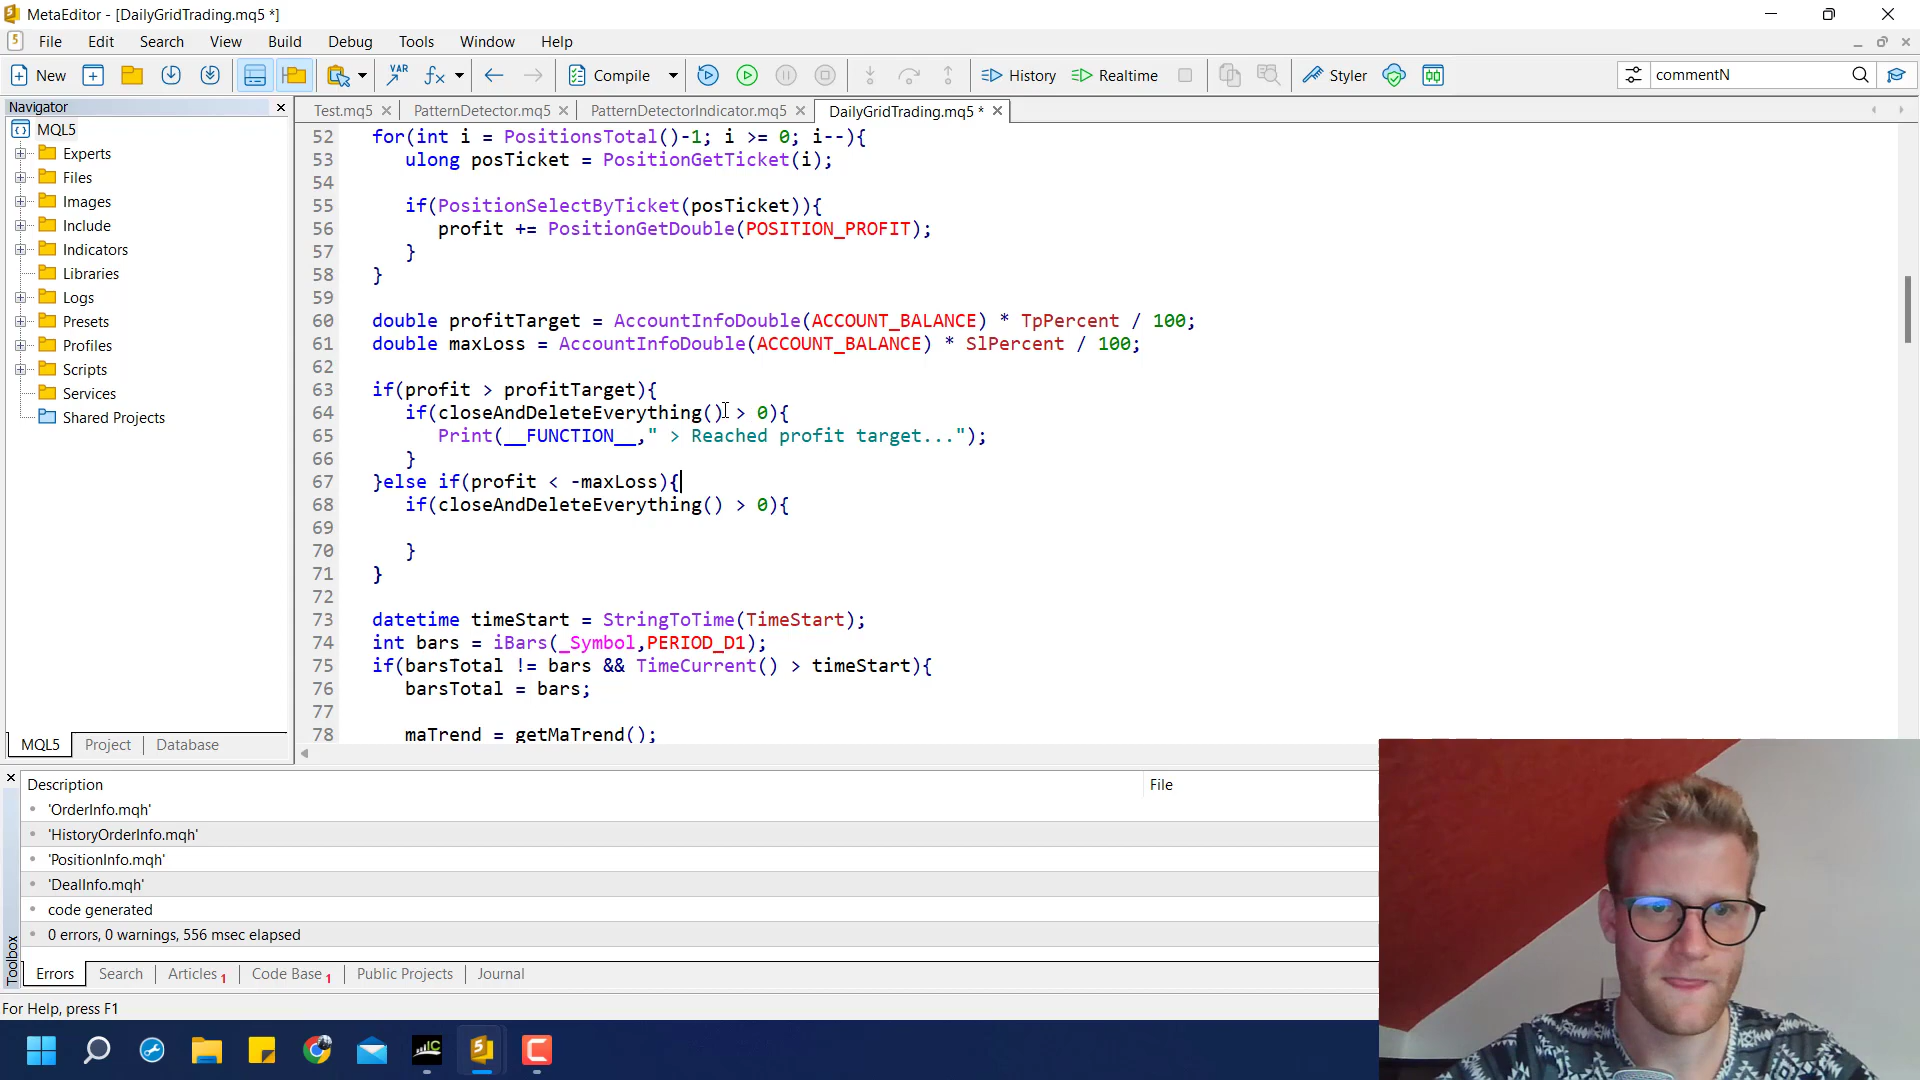 MetaEditor - [DailyGridTrading.mq5 *]
File Edit Search View Build Debug Tools Window Help
New VAR Compile History Realtime Styler commentN
Navigator
Test.mq5 PatternDetector.mq5 PatternDetectorIndicator.mq5 DailyGridTrading.mq5 *
MQL5
Experts
Files
Images
Include
Indicators
Libraries
Logs
Presets
Profiles
Scripts
Services
Shared Projects
MQL5 Project Database
52 for(int i = PositionsTotal()-1; i >= 0; i--){
53 ulong posTicket = PositionGetTicket(i);
54
55 if(PositionSelectByTicket(posTicket)){
56 profit += PositionGetDouble(POSITION_PROFIT);
57 }
58 }
59
60 double profitTarget = AccountInfoDouble(ACCOUNT_BALANCE) * TpPercent / 100;
61 double maxLoss = AccountInfoDouble(ACCOUNT_BALANCE) * SlPercent / 100;
62
63 if(profit > profitTarget){
64 if(closeAndDeleteEverything() > 0){
65 Print(__FUNCTION__," > Reached profit target...");
66 }
67 }else if(profit < -maxLoss){
68 if(closeAndDeleteEverything() > 0){
69
70 }
71 }
72
73 datetime timeStart = StringToTime(TimeStart);
74 int bars = iBars(_Symbol,PERIOD_D1);
75 if(barsTotal != bars && TimeCurrent() > timeStart){
76 barsTotal = bars;
77
78 maTrend = getMaTrend();
Description File
'OrderInfo.mqh'
'HistoryOrderInfo.mqh'
'PositionInfo.mqh'
'DealInfo.mqh'
code generated
0 errors, 0 warnings, 556 msec elapsed
Toolbox
Errors Search Articles 1 Code Base 1 Public Projects Journal
For Help, press F1